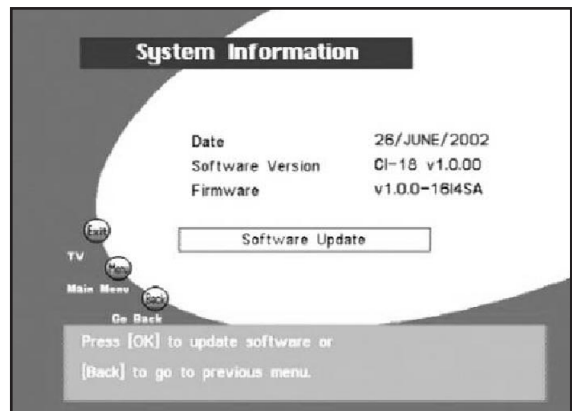 System Information
Date 26/JUNE/2002
Software Version CI-18 v1.0.00
Firmware v1.0.0-16I4SA
Software Update
Exit
TV
Menu
Main Menu
Back
Go Back
Press [OK] to update software or
[Back] to go to previous menu.